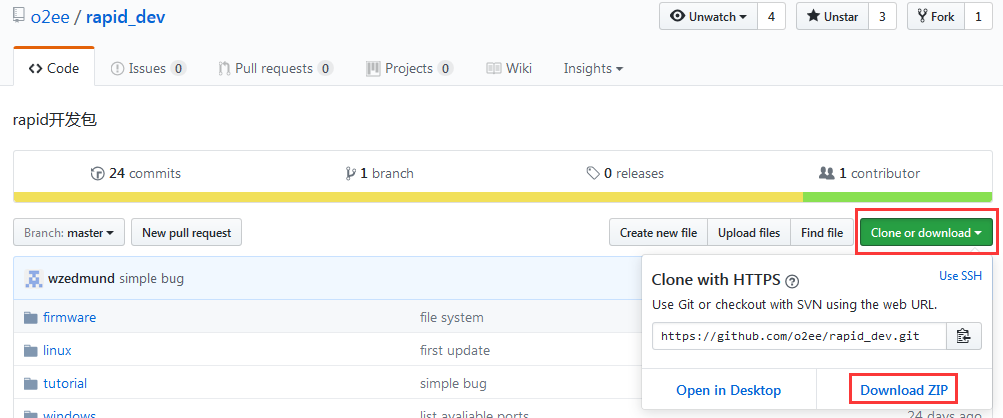 o2ee / rapid_dev
Unwatch 4
Unstar 3
Fork 1
Code
Issues 0
Pull requests 0
Projects 0
Wiki
Insights
rapid开发包
24 commits
1 branch
0 releases
1 contributor
Branch: master
New pull request
Create new file
Upload files
Find file
Clone or download
wzedmund simple bug
Clone with HTTPS ?
Use SSH
Use Git or checkout with SVN using the web URL.
https://github.com/o2ee/rapid_dev.git
Open in Desktop
Download ZIP
firmware file system
linux first update
tutorial simple bug
windows list avaliable ports 24 days ago